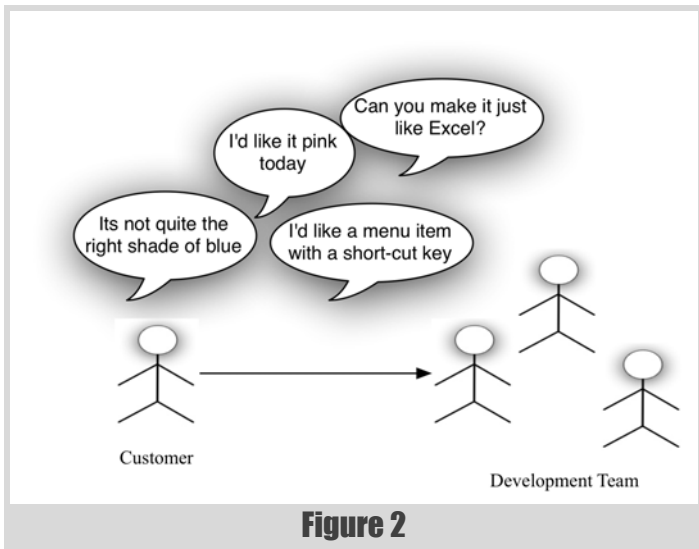 Can you make it just
like Excel?
I'd like it pink
today
Its not quite the
right shade of blue
I'd like a menu item
with a short-cut key
Customer
Development Team
Figure 2